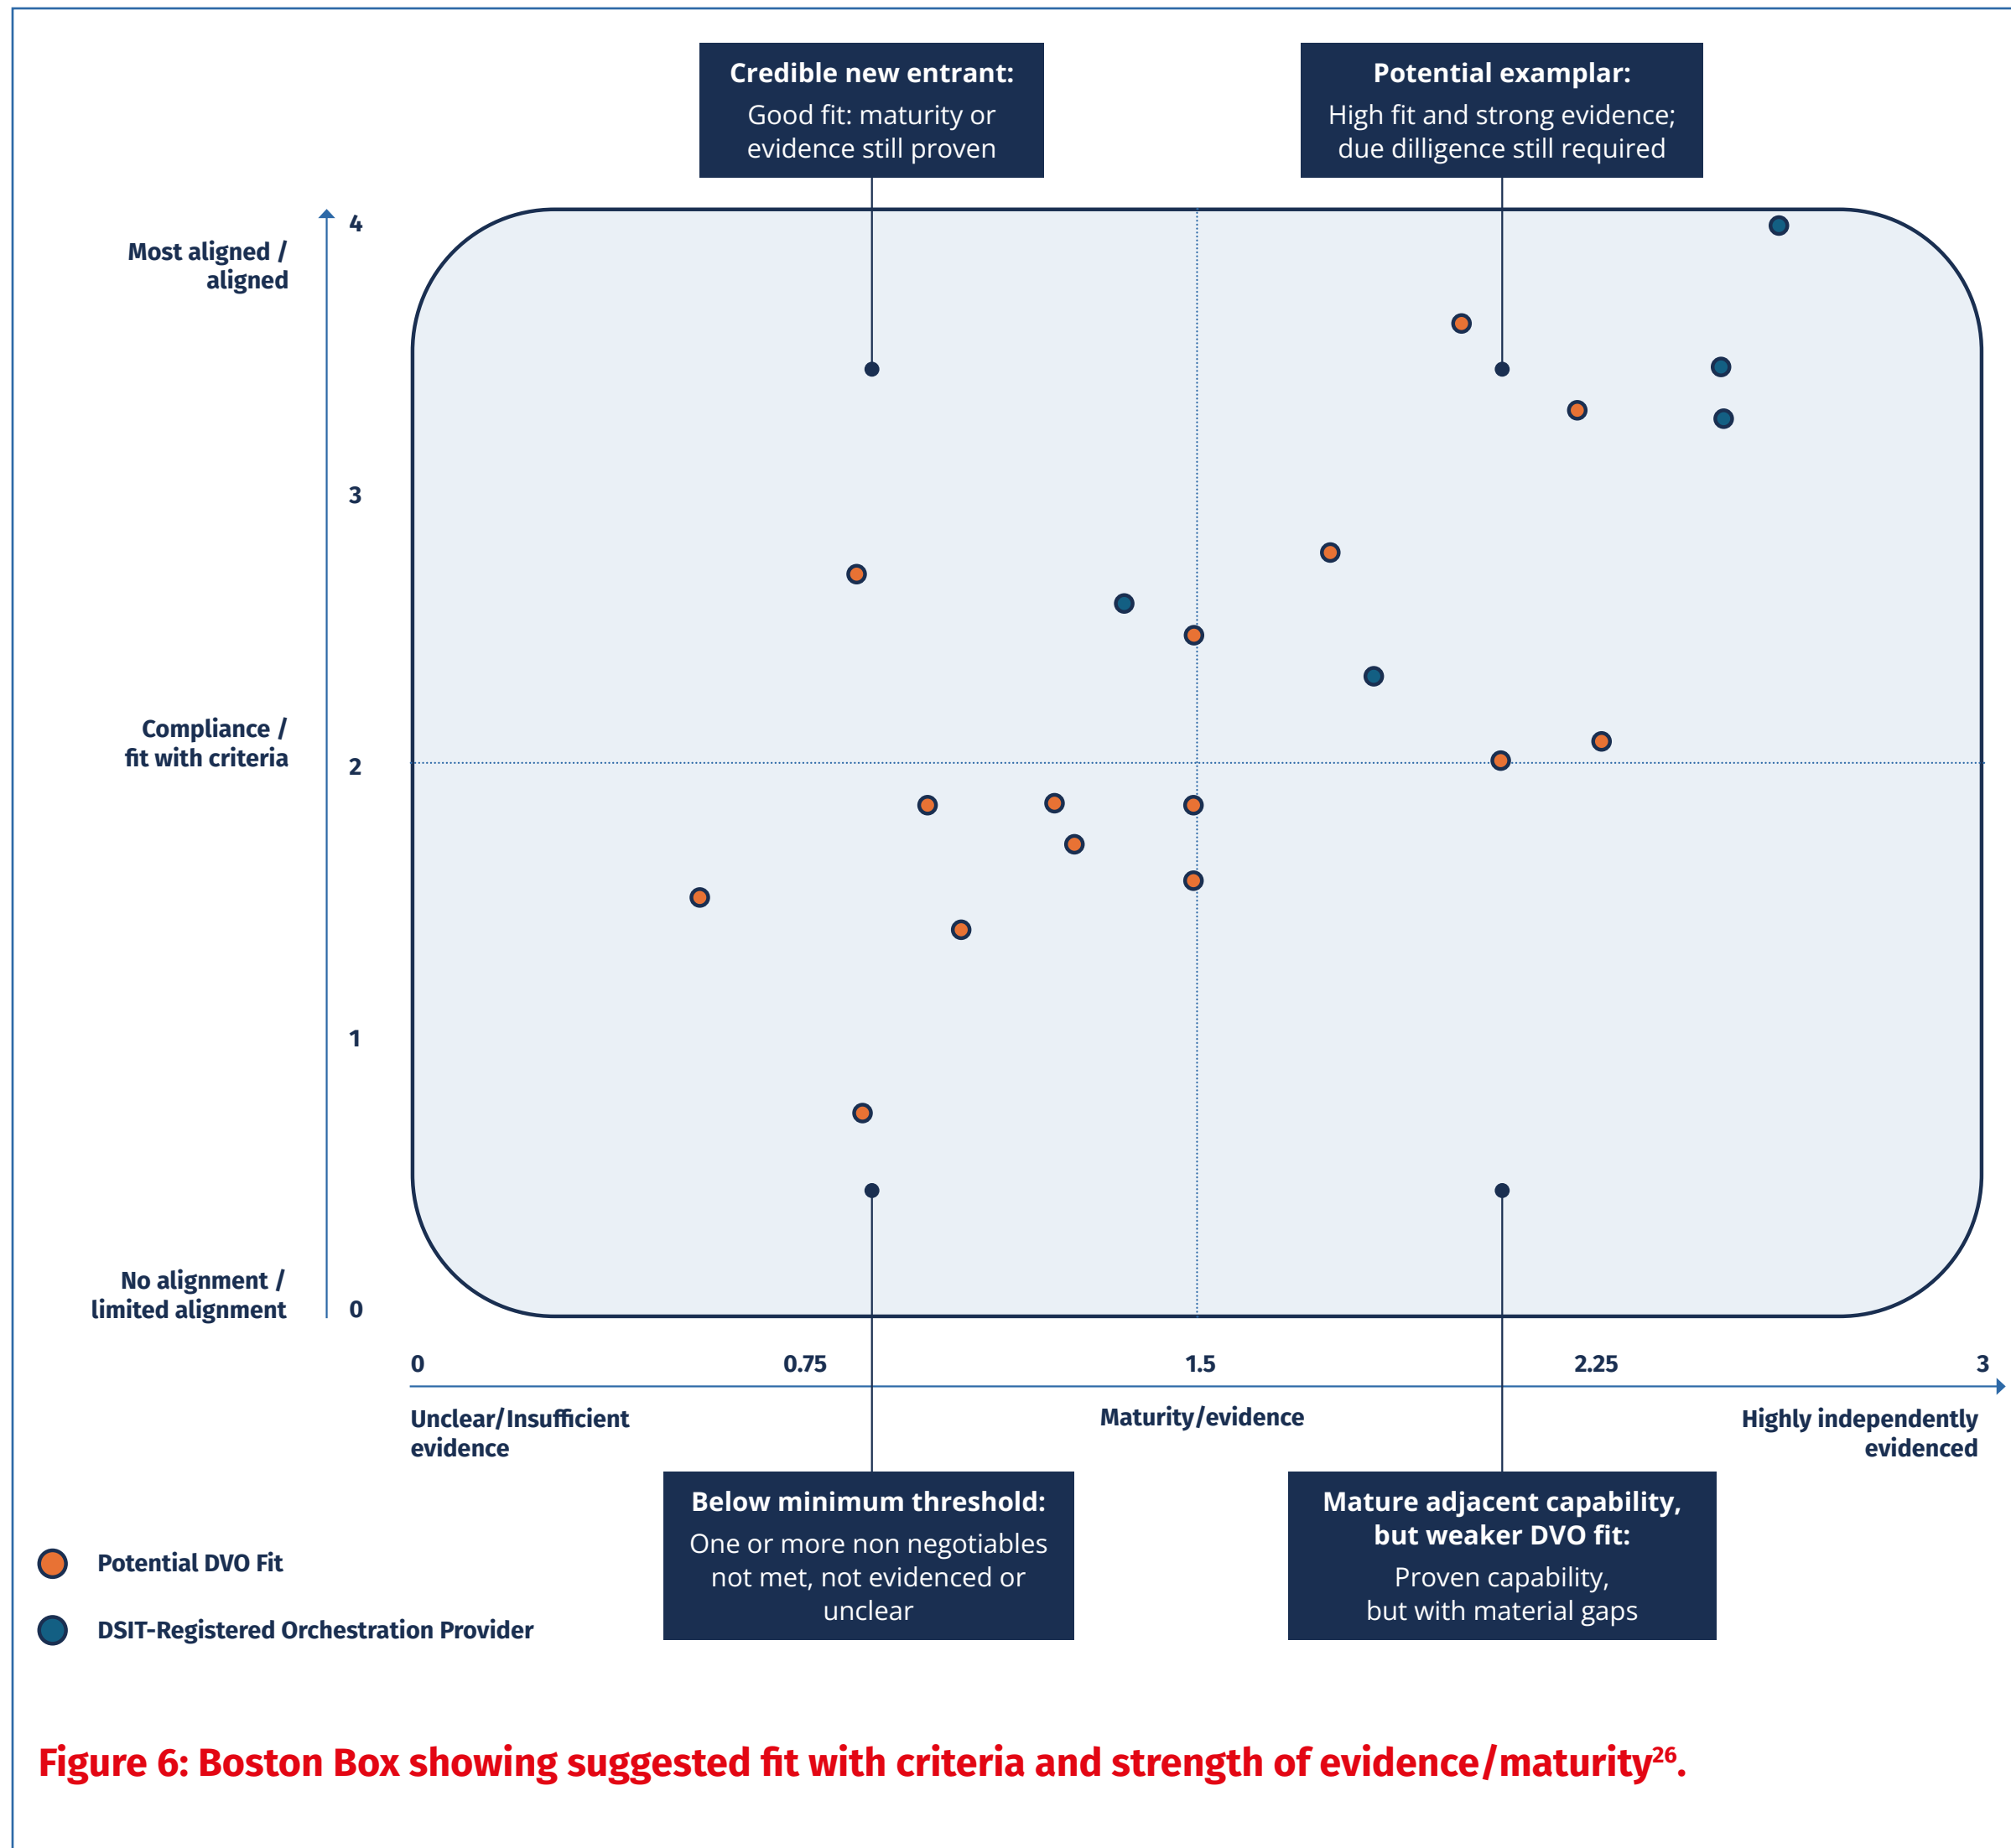 Credible new entrant:
Good fit: maturity or
evidence still proven
Potential examplar:
High fit and strong evidence;
due dilligence still required
4
Most aligned /
aligned
3
Compliance /
fit with criteria
2
1
No alignment /
limited alignment
0
0
0.75
1.5
2.25
3
Unclear/Insufficient
evidence
Maturity/evidence
Highly independently
evidenced
Below minimum threshold:
One or more non negotiables
not met, not evidenced or
unclear
Mature adjacent capability,
but weaker DVO fit:
Proven capability,
but with material gaps
Potential DVO Fit
DSIT-Registered Orchestration Provider
Figure 6: Boston Box showing suggested fit with criteria and strength of evidence/maturity26.